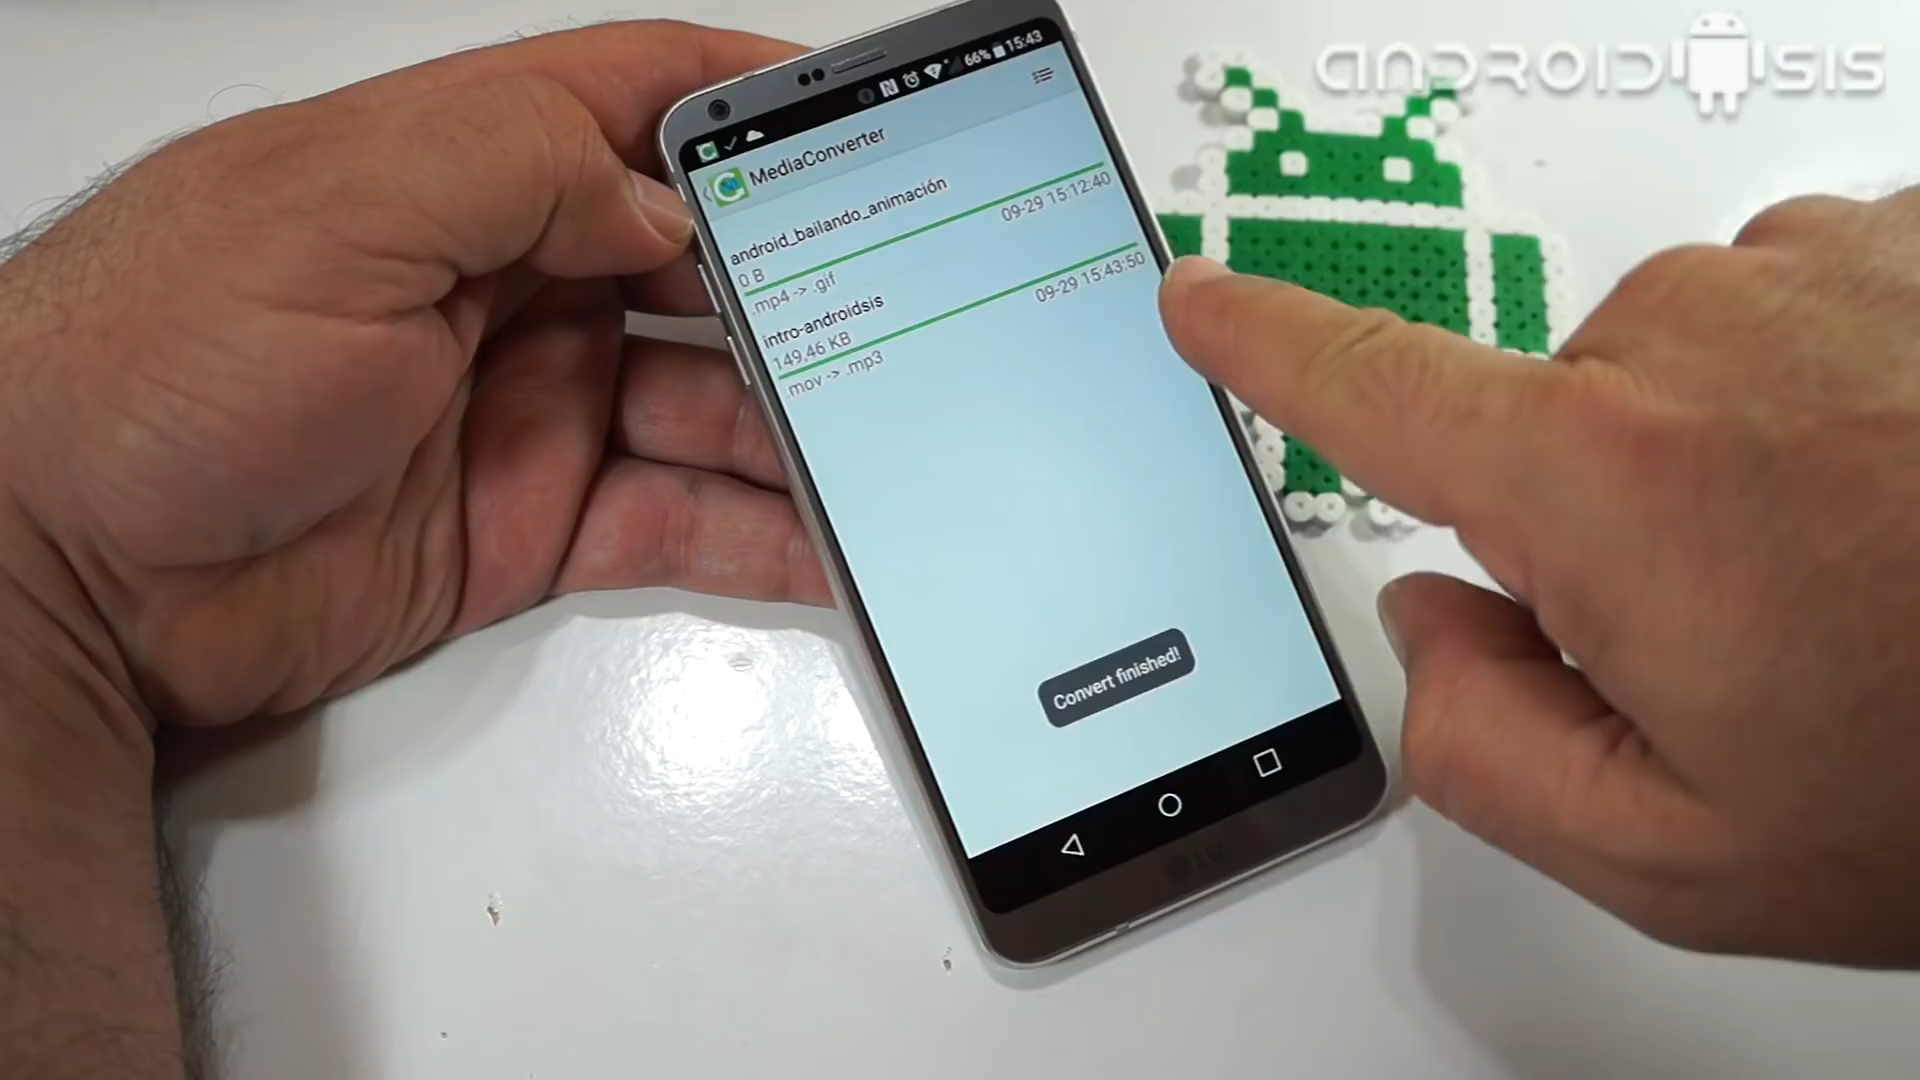 ANDROIDSIS
66% 15:43
MediaConverter
android_bailando_animación
0 B
09-29 15:12:40
.mp4 -> .gif
intro-androidsis
149,46 KB
09-29 15:43:50
.mov -> .mp3
Convert finished!
LG